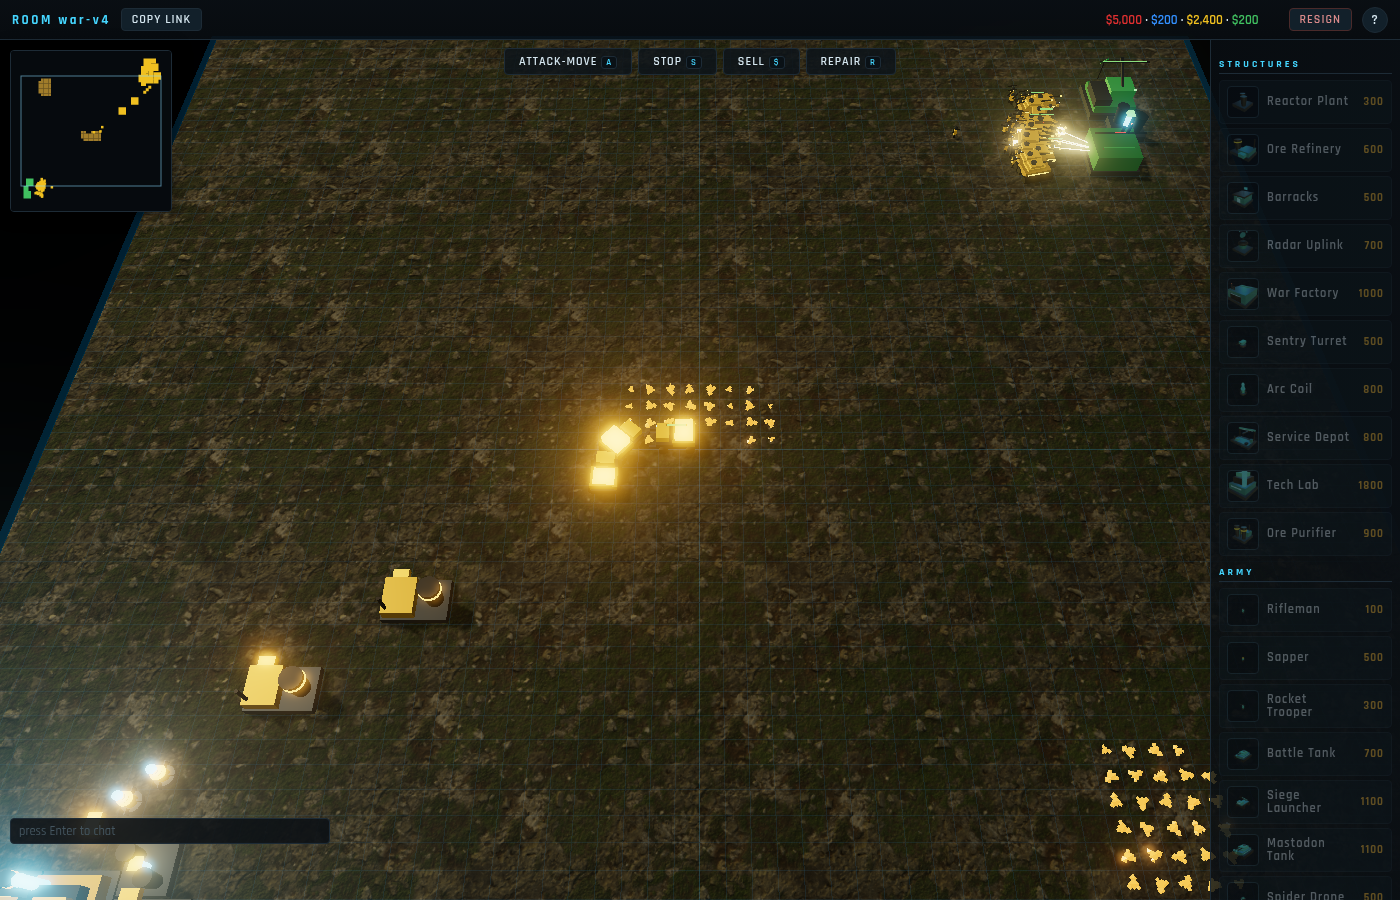 ROOM war-v4 COPY LINK $5,000 · $200 · $2,400 · $200 RESIGN ?
ATTACK-MOVE A STOP S SELL $ REPAIR R
STRUCTURES
Reactor Plant 300
Ore Refinery 600
Barracks 500
Radar Uplink 700
War Factory 1000
Sentry Turret 500
Arc Coil 800
Service Depot 800
Tech Lab 1800
Ore Purifier 900
ARMY
Rifleman 100
Sapper 500
Rocket
Trooper 300
Battle Tank 700
Siege
Launcher 1100
Mastodon
Tank 1100
Spider Drone 500
press Enter to chat